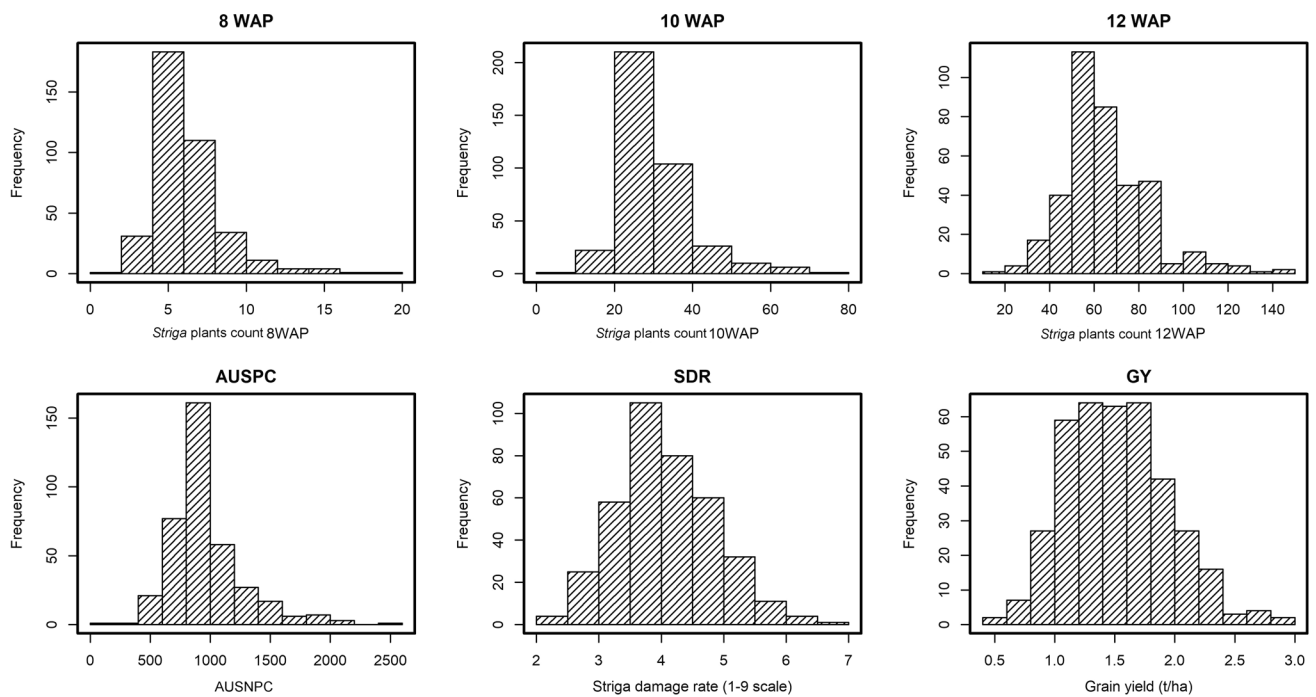 8 WAP
Frequency
0 50 100 150
0 5 10 15 20
Striga plants count 8WAP
10 WAP
Frequency
0 50 100 150 200
0 20 40 60 80
Striga plants count 10WAP
12 WAP
Frequency
0 20 40 60 80 100
20 40 60 80 100 120 140
Striga plants count 12WAP
AUSPC
Frequency
0 50 100 150
0 500 1000 1500 2000 2500
AUSNPC
SDR
Frequency
0 20 40 60 80 100
2 3 4 5 6 7
Striga damage rate (1-9 scale)
GY
Frequency
0 10 20 30 40 50 60
0.5 1.0 1.5 2.0 2.5 3.0
Grain yield (t/ha)